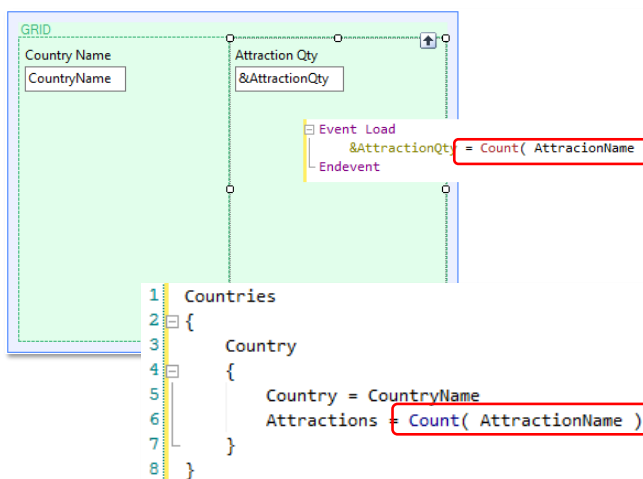 GRID
Country Name
Attraction Qty
CountryName
&AttractionQty
Event Load
&AttractionQty = Count( AttracionName
Endevent
1 Countries
2 {
3 Country
4 {
5 Country = CountryName
6 Attractions = Count( AttractionName )
7 }
8 }